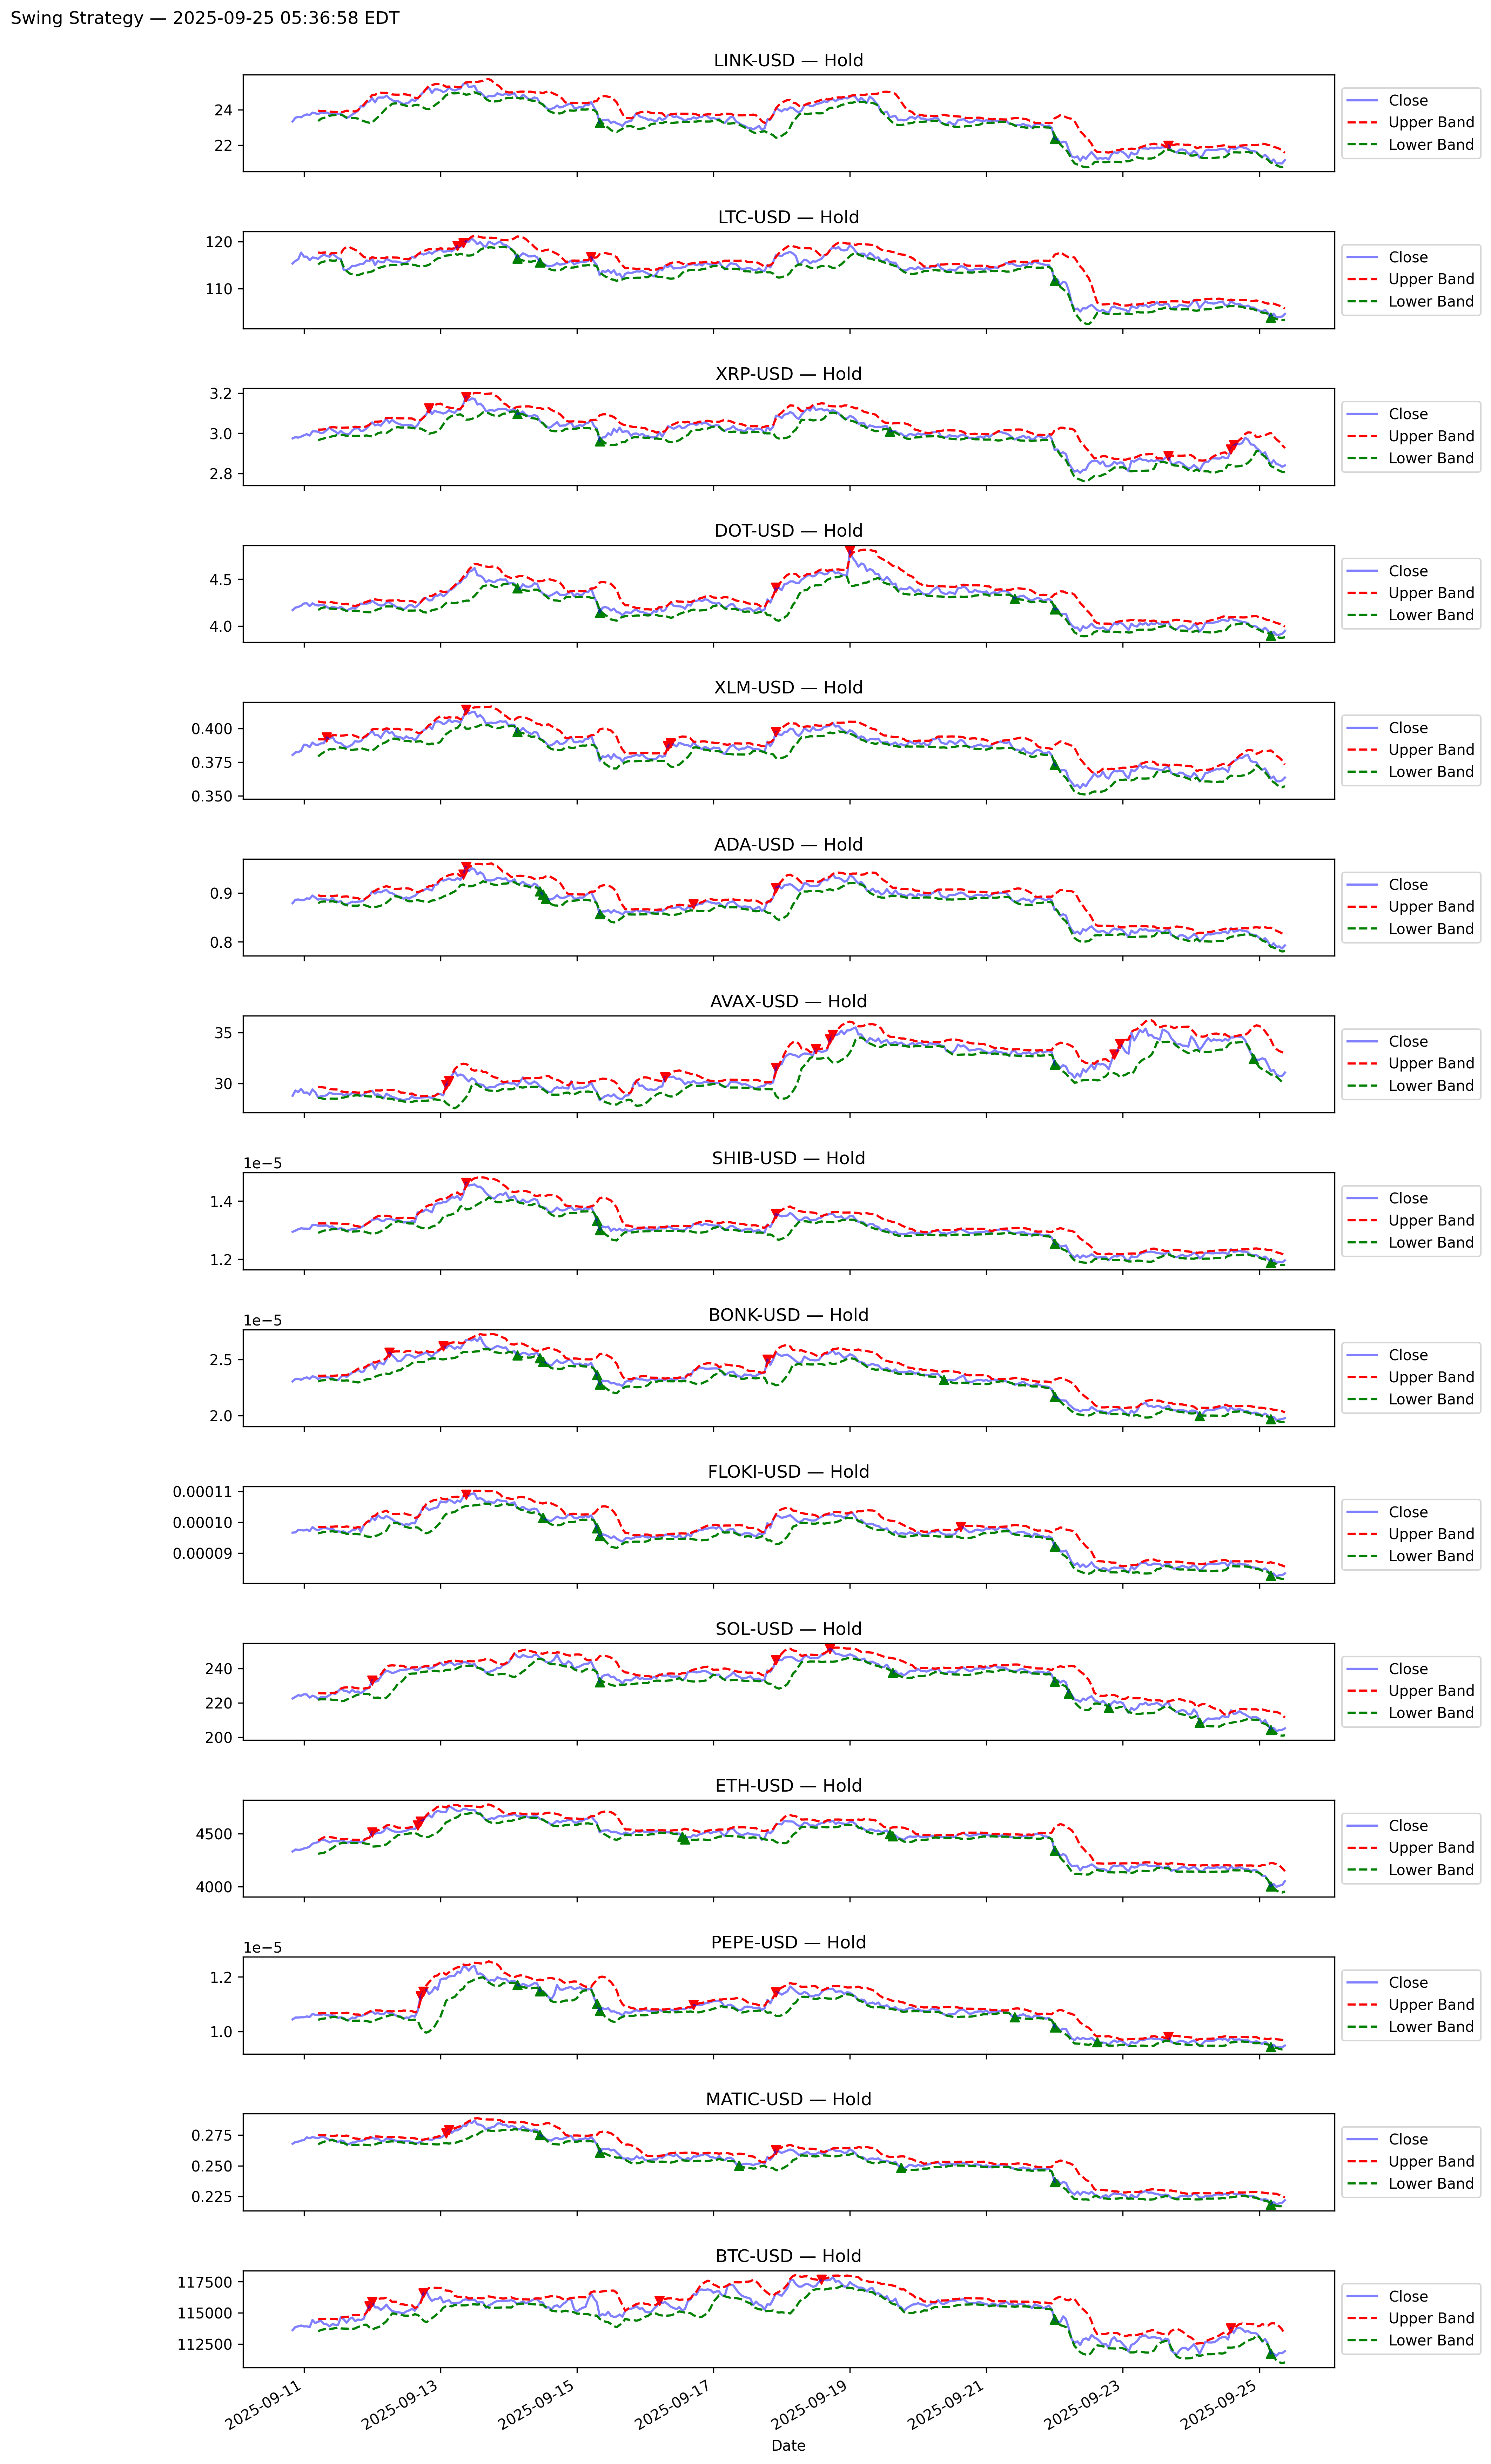 Swing Strategy — 2025-09-25 05:36:58 EDT
LINK-USD — Hold
24
22
Close
Upper Band
Lower Band
LTC-USD — Hold
120
110
Close
Upper Band
Lower Band
XRP-USD — Hold
3.2
3.0
2.8
Close
Upper Band
Lower Band
DOT-USD — Hold
4.5
4.0
Close
Upper Band
Lower Band
XLM-USD — Hold
0.400
0.375
0.350
Close
Upper Band
Lower Band
ADA-USD — Hold
0.9
0.8
Close
Upper Band
Lower Band
AVAX-USD — Hold
35
30
Close
Upper Band
Lower Band
SHIB-USD — Hold
1e−5
1.4
1.2
Close
Upper Band
Lower Band
BONK-USD — Hold
1e−5
2.5
2.0
Close
Upper Band
Lower Band
FLOKI-USD — Hold
0.00011
0.00010
0.00009
Close
Upper Band
Lower Band
SOL-USD — Hold
240
220
200
Close
Upper Band
Lower Band
ETH-USD — Hold
4500
4000
Close
Upper Band
Lower Band
PEPE-USD — Hold
1e−5
1.2
1.0
Close
Upper Band
Lower Band
MATIC-USD — Hold
0.275
0.250
0.225
Close
Upper Band
Lower Band
BTC-USD — Hold
117500
115000
112500
Close
Upper Band
Lower Band
2025-09-11
2025-09-13
2025-09-15
2025-09-17
2025-09-19
2025-09-21
2025-09-23
2025-09-25
Date